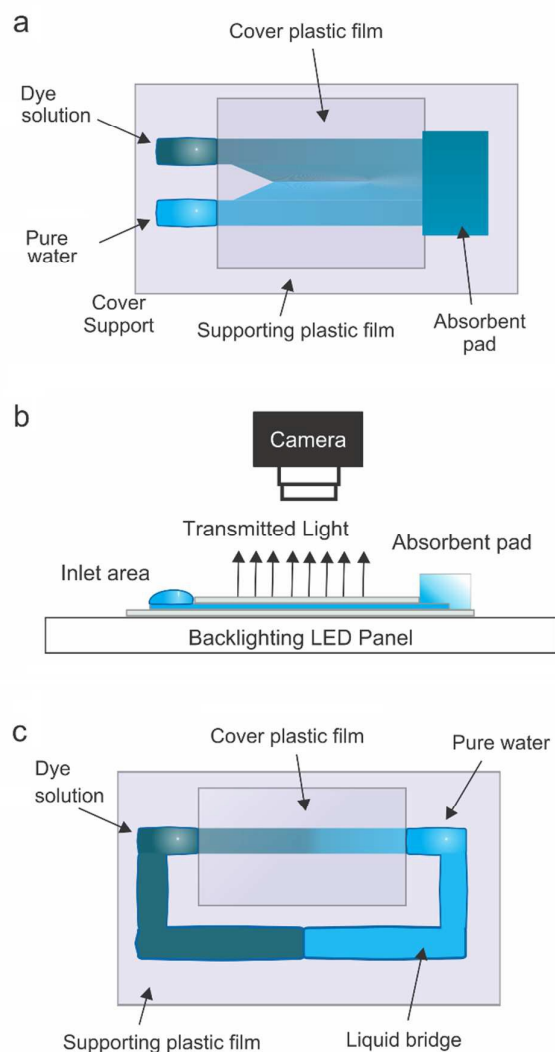 a
Cover plastic film
Dye
solution
Pure
water
Cover
Support
Supporting plastic film
Absorbent
pad
b
Camera
Transmitted Light
Absorbent pad
Inlet area
Backlighting LED Panel
c
Cover plastic film
Pure water
Dye
solution
Supporting plastic film
Liquid bridge